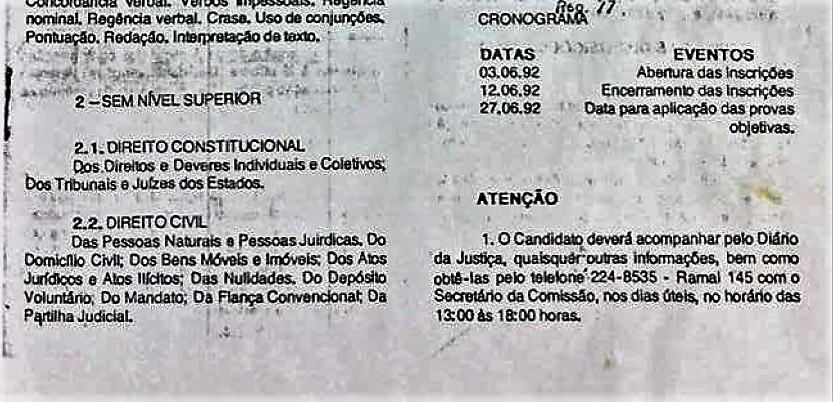 Concordância verbal. Verbos impessoais. Regência
nominal. Regência verbal. Crase. Uso de conjunções.
Pontuação. Redação. Interpretação de texto.
2 – SEM NÍVEL SUPERIOR
2.1. DIREITO CONSTITUCIONAL
Dos Direitos e Deveres Individuais e Coletivos;
Dos Tribunais e Juízes dos Estados.
2.2. DIREITO CIVIL
Das Pessoas Naturais e Pessoas Juirdicas. Do
Domicílio Civil; Dos Bens Móveis e Imóveis; Dos Atos
Jurídicos e Atos Ilícitos; Das Nulidades. Do Depósito
Voluntário; Do Mandato; Da Fiança Convencional; Da
Partilha Judicial.
77
CRONOGRAMA
DATAS EVENTOS
03.06.92 Abertura das Inscrições
12.06.92 Encerramento das Inscrições
27.06.92 Data para aplicação das provas
objetivas.
ATENÇÃO
1. O Candidato deverá acompanhar pelo Diário
da Justiça, quaisquer outras informações, bem como
obtê-las pelo telefone 224-8535 - Ramal 145 com o
Secretário da Comissão, nos dias úteis, no horário das
13:00 às 18:00 horas.